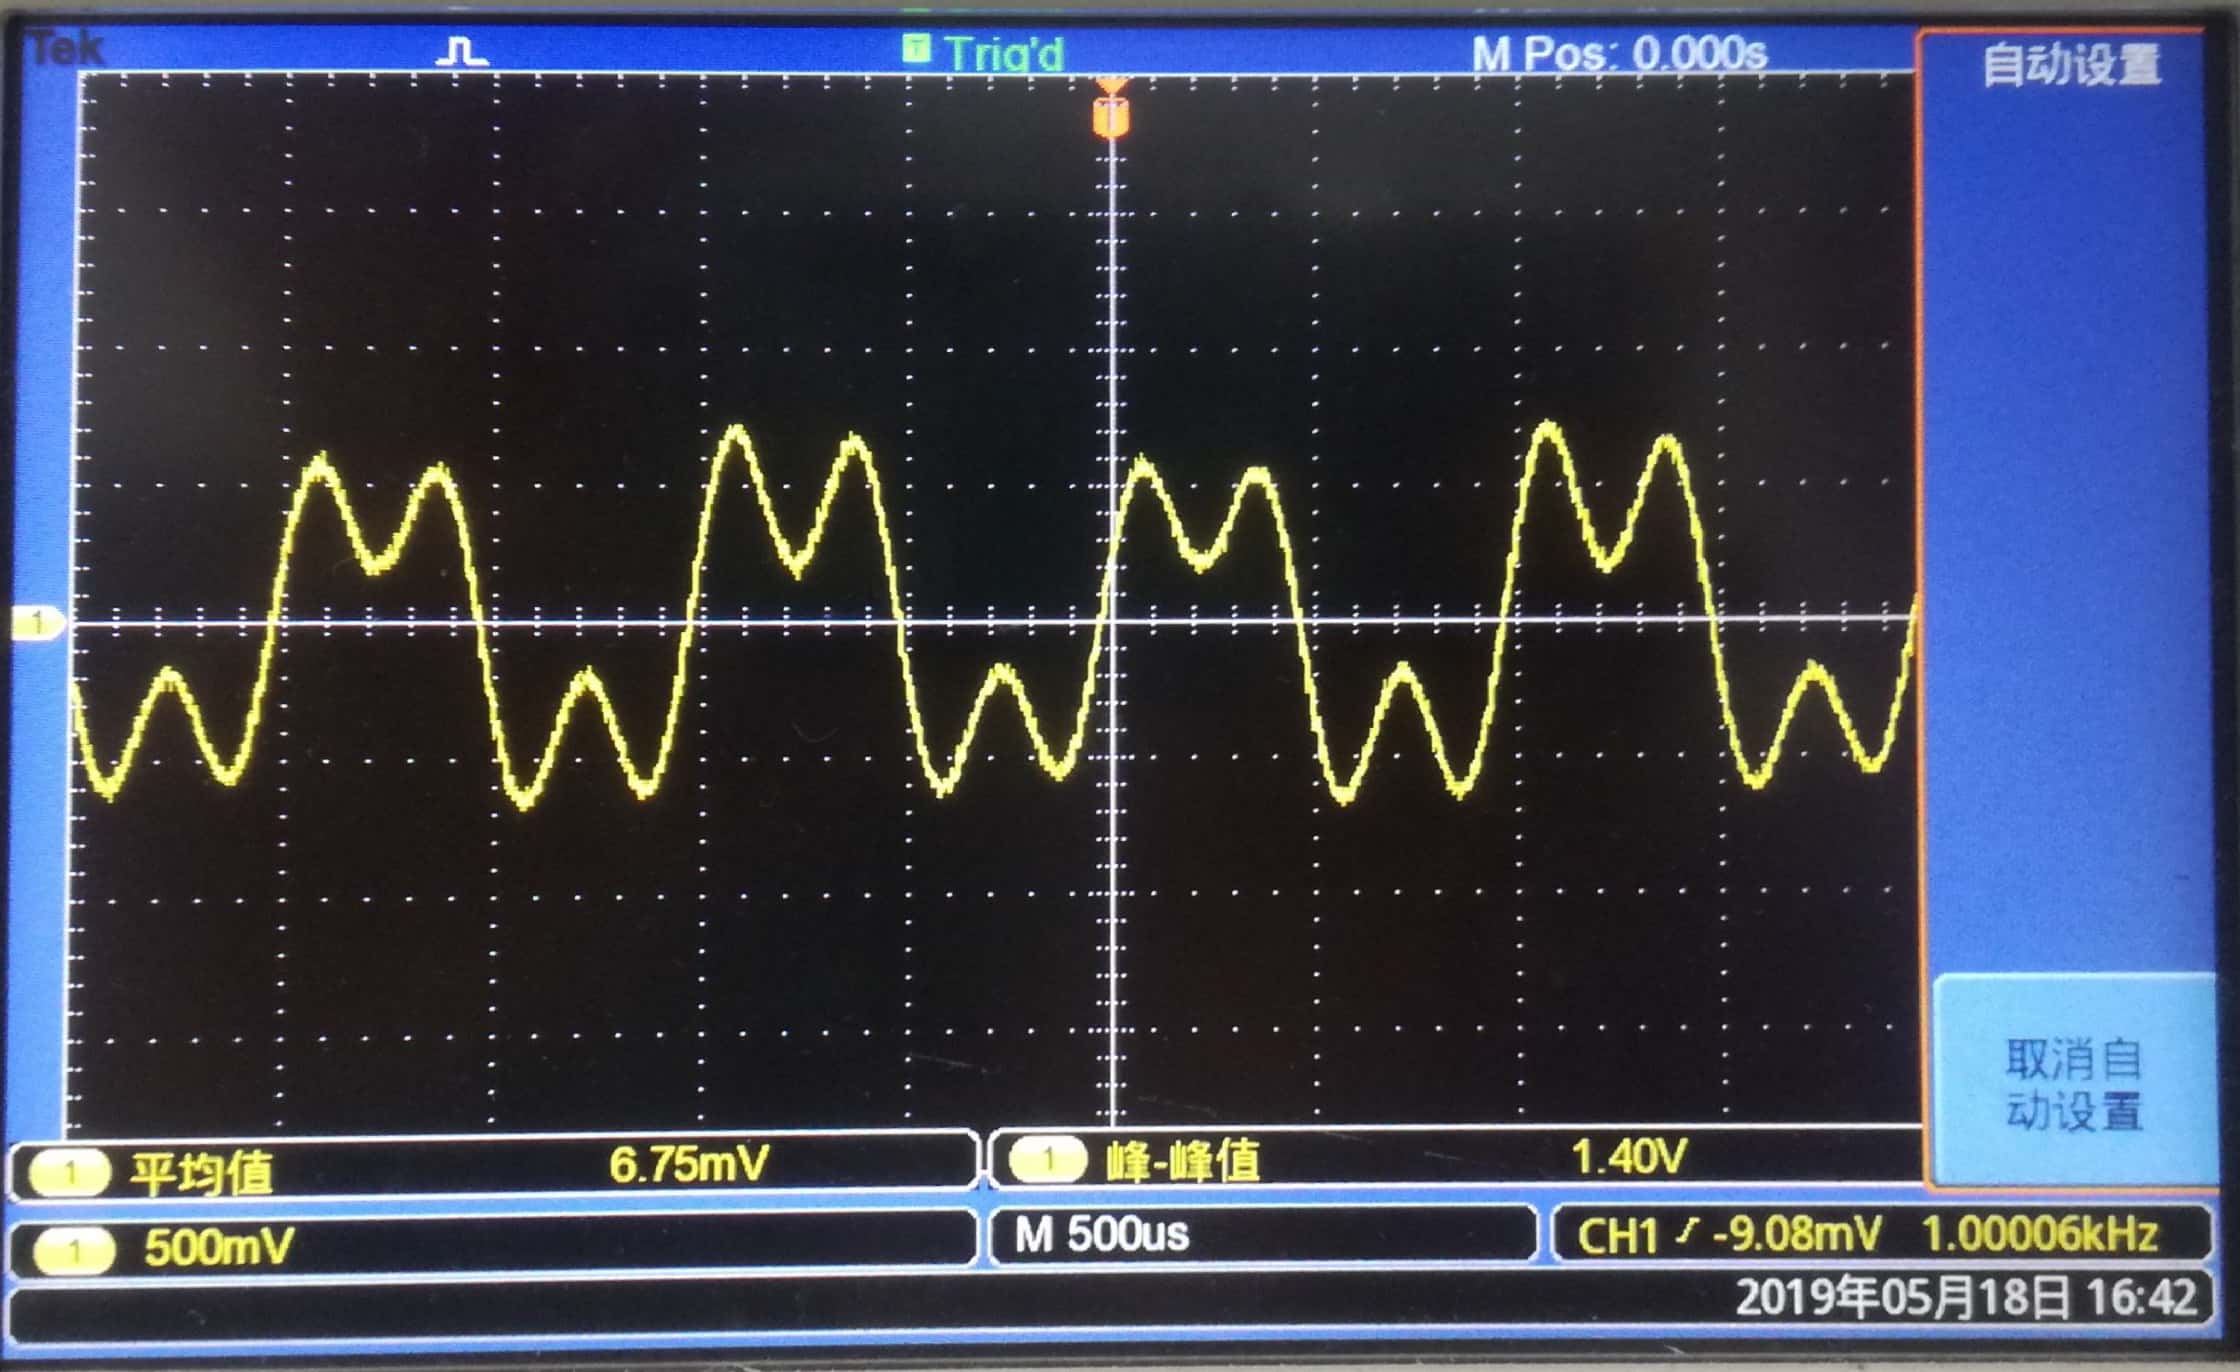 Tek
T Trig'd
M Pos: 0.000s
自动设置
1
取消自
动设置
1 平均值 6.75mV
1 峰-峰值 1.40V
1 500mV
M 500us
CH1 -9.08mV 1.00006kHz
2019年05月18日 16:42